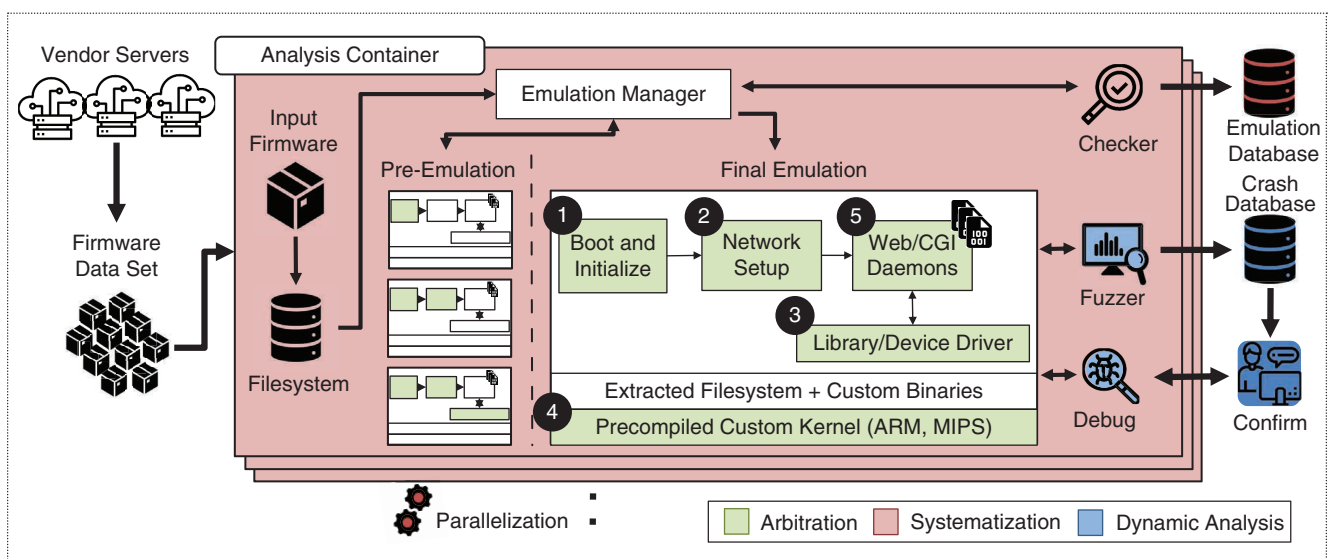 Vendor Servers
Analysis Container
Emulation Manager
Input
Firmware
Checker
Emulation
Database
Pre-Emulation
Final Emulation
Crash
Database
1
Boot and
Initialize
2
Network
Setup
5
Web/CGI
Daemons
100
001
Firmware
Data Set
Fuzzer
3
Library/Device Driver
Filesystem
Extracted Filesystem + Custom Binaries
4
Precompiled Custom Kernel (ARM, MIPS)
Debug
Confirm
Parallelization
Arbitration
Systematization
Dynamic Analysis